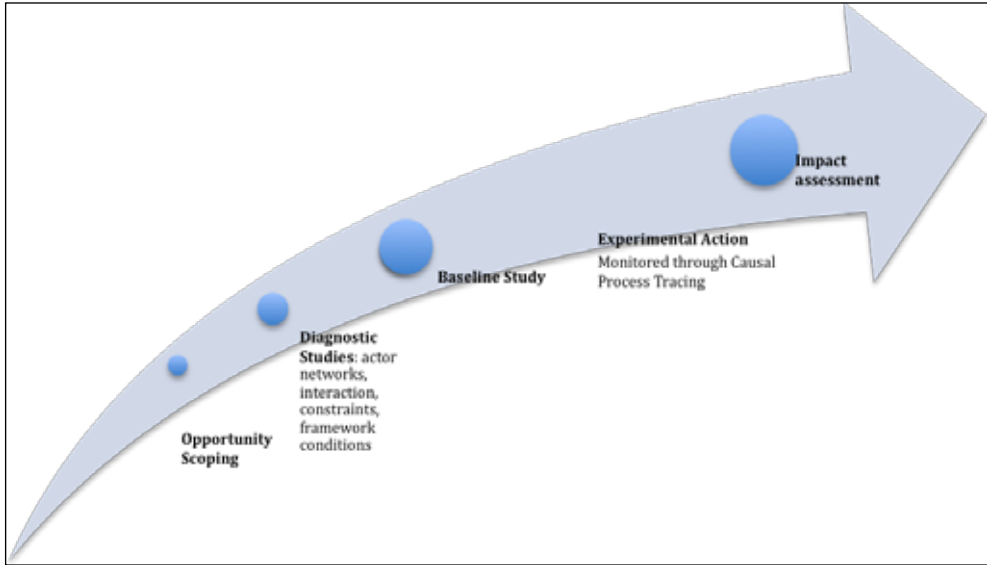 Opportunity
Scoping
Diagnostic
Studies: actor
networks,
interaction,
constraints,
framework
conditions
Baseline Study
Experimental Action
Monitored through Causal
Process Tracing
Impact
assessment